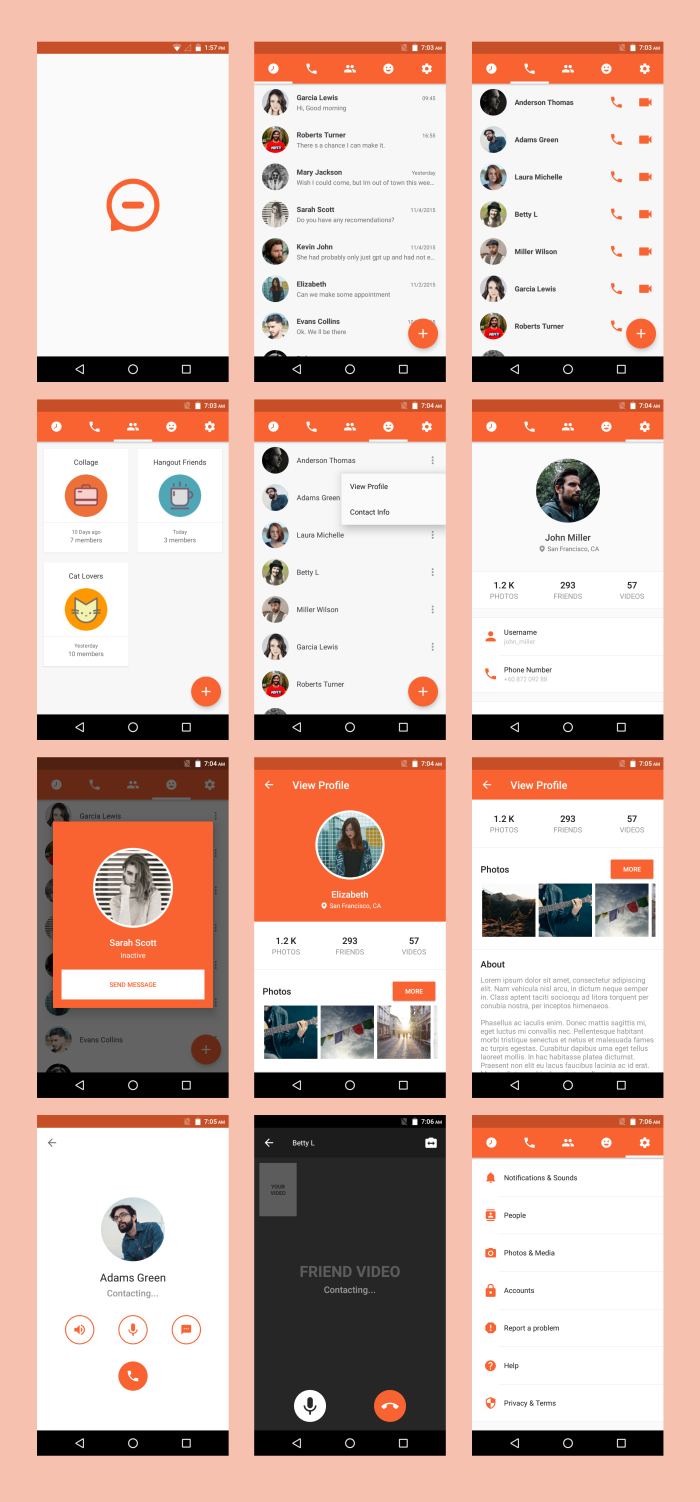 1:57 PM
7:03 AM
Garcia Lewis 09:45
Hi, Good morning
Roberts Turner 16:55
There s a chance I can make it.
Mary Jackson Yesterday
Wish I could come, but Im out of town this wee...
Sarah Scott 11/4/2015
Do you have any recomendations?
Kevin John 11/4/2015
She had probably only just gpt up and had not e...
Elizabeth 11/2/2015
Can we make some appointment
Evans Collins
Ok. We ll be there
+
7:03 AM
Anderson Thomas
Adams Green
Laura Michelle
Betty L
Miller Wilson
Garcia Lewis
Roberts Turner
+
7:03 AM
Collage
10 Days ago
7 members
Hangout Friends
Today
3 members
Cat Lovers
Yesterday
10 members
+
7:04 AM
Anderson Thomas
View Profile
Adams Green
Contact Info
Laura Michelle
Betty L
Miller Wilson
Garcia Lewis
Roberts Turner
+
7:04 AM
John Miller
San Francisco, CA
1.2 K 293 57
PHOTOS FRIENDS VIDEOS
Username
john_miller
Phone Number
+60 872 092 88
7:04 AM
Garcia Lewis
Sarah Scott
Inactive
SEND MESSAGE
Evans Collins
+
7:04 AM
View Profile
Elizabeth
San Francisco, CA
1.2 K 293 57
PHOTOS FRIENDS VIDEOS
Photos MORE
7:05 AM
View Profile
1.2 K 293 57
PHOTOS FRIENDS VIDEOS
Photos MORE
About
Lorem ipsum dolor sit amet, consectetur adipiscing
elit. Nam vehicula nisl arcu, in dictum neque semper
in. Class aptent taciti sociosqu ad litora torquent per
conubia nostra, per inceptos himenaeos.
Phasellus ac iaculis enim. Donec mattis sagittis mi,
eget luctus mi convallis nec. Pellentesque habitant
morbi tristique senectus et netus et malesuada fames
ac turpis egestas. Curabitur dapibus urna eget tellus
laoreet mollis. In hac habitasse platea dictumst.
Praesent non elit eu lacus faucibus lacinia ac id erat.
7:05 AM
Adams Green
Contacting...
7:06 AM
Betty L
YOUR
VIDEO
FRIEND VIDEO
Contacting...
7:06 AM
Notifications & Sounds
People
Photos & Media
Accounts
Report a problem
Help
Privacy & Terms